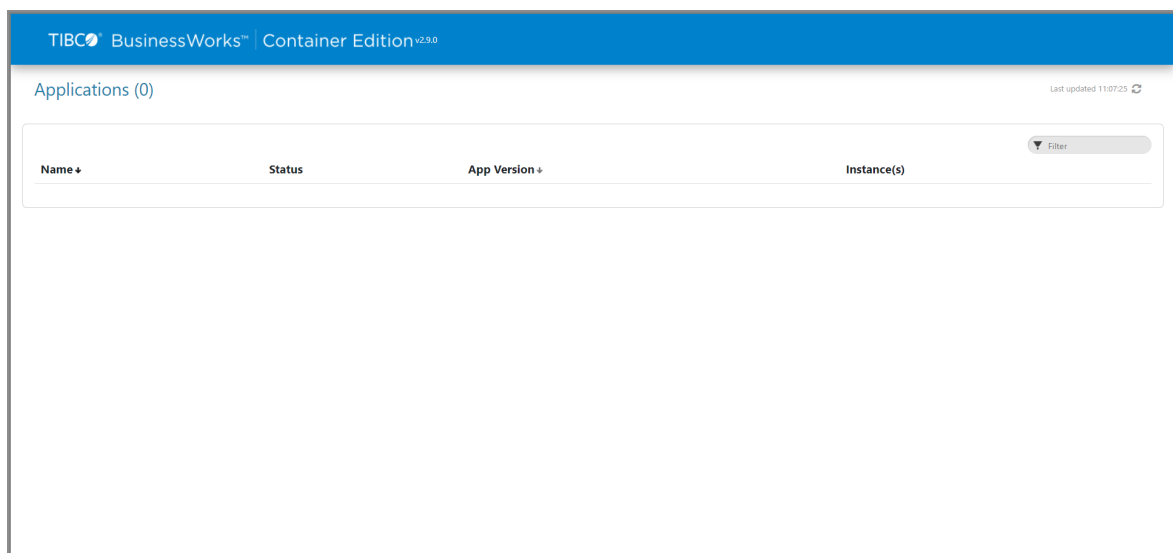 TIBCO® BusinessWorks™ | Container Edition v2.9.0
Applications (0)
Last updated 11:07:25
Filter
Name Status App Version Instance(s)